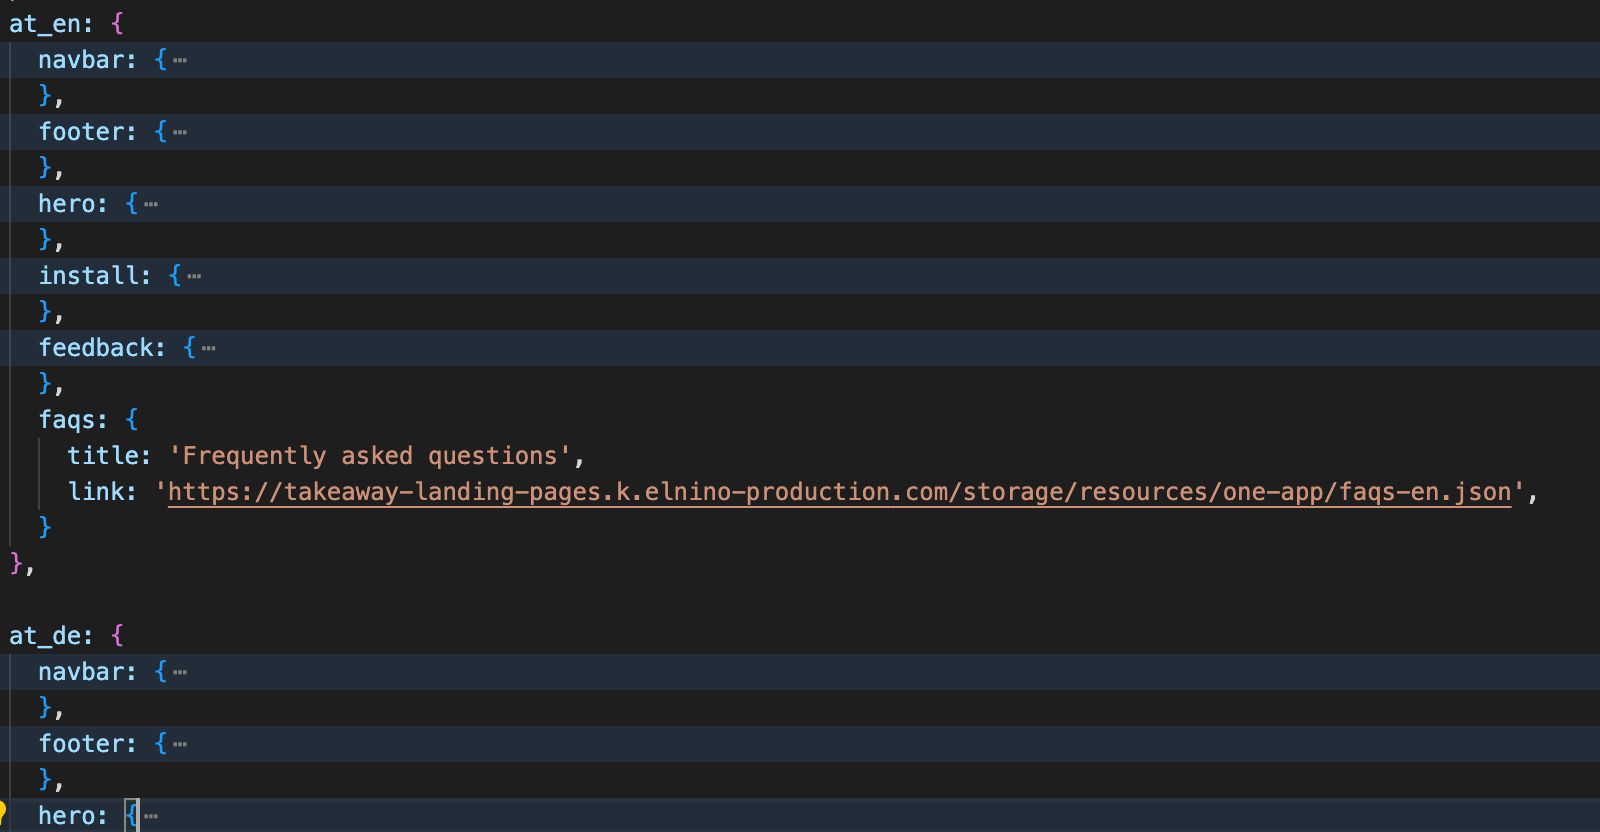 at_en: {
navbar: {…
},
footer: {…
},
hero: {…
},
install: {…
},
feedback: {…
},
faqs: {
title: 'Frequently asked questions',
link: 'https://takeaway-landing-pages.k.elnino-production.com/storage/resources/one-app/faqs-en.json',
}
},
at_de: {
navbar: {…
},
footer: {…
},
hero: {…